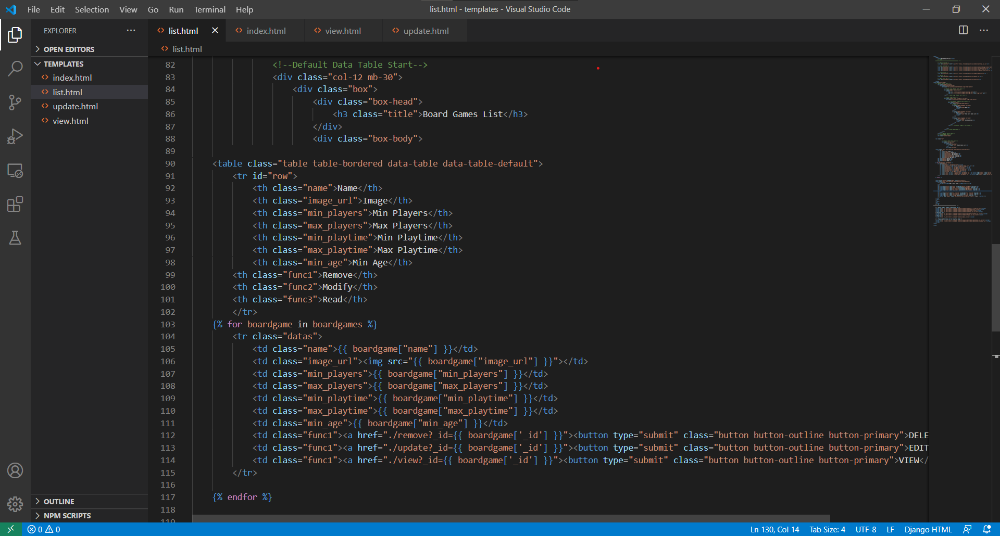 File Edit Selection View Go Run Terminal Help
list.html - templates - Visual Studio Code
EXPLORER
OPEN EDITORS
TEMPLATES
index.html
list.html
update.html
view.html
OUTLINE
NPM SCRIPTS
list.html index.html view.html update.html
list.html
82 <!--Default Data Table Start-->
83 <div class="col-12 mb-30">
84 <div class="box">
85 <div class="box-head">
86 <h3 class="title">Board Games List</h3>
87 </div>
88 <div class="box-body">
89
90 <table class="table table-bordered data-table data-table-default">
91 <tr id="row">
92 <th class="name">Name</th>
93 <th class="image_url">Image</th>
94 <th class="min_players">Min Players</th>
95 <th class="max_players">Max Players</th>
96 <th class="min_playtime">Min Playtime</th>
97 <th class="max_playtime">Max Playtime</th>
98 <th class="min_age">Min Age</th>
99 <th class="func1">Remove</th>
100 <th class="func2">Modify</th>
101 <th class="func3">Read</th>
102 </tr>
103 {% for boardgame in boardgames %}
104 <tr class="datas">
105 <td class="name">{{ boardgame["name"] }}</td>
106 <td class="image_url"><img src="{{ boardgame["image_url"] }}"></td>
107 <td class="min_players">{{ boardgame["min_players"] }}</td>
108 <td class="max_players">{{ boardgame["max_players"] }}</td>
109 <td class="min_playtime">{{ boardgame["min_playtime"] }}</td>
110 <td class="max_playtime">{{ boardgame["max_playtime"] }}</td>
111 <td class="min_age">{{ boardgame["min_age"] }}</td>
112 <td class="func1"><a href="./remove?_id={{ boardgame['_id'] }}"><button type="submit" class="button button-outline button-primary">DELE
113 <td class="func1"><a href="./update?_id={{ boardgame['_id'] }}"><button type="submit" class="button button-outline button-primary">EDIT
114 <td class="func1"><a href="./view?_id={{ boardgame['_id'] }}"><button type="submit" class="button button-outline button-primary">VIEW</
115 </tr>
116
117 {% endfor %}
118
119
0 0
Ln 130, Col 14 Tab Size: 4 UTF-8 LF Django HTML